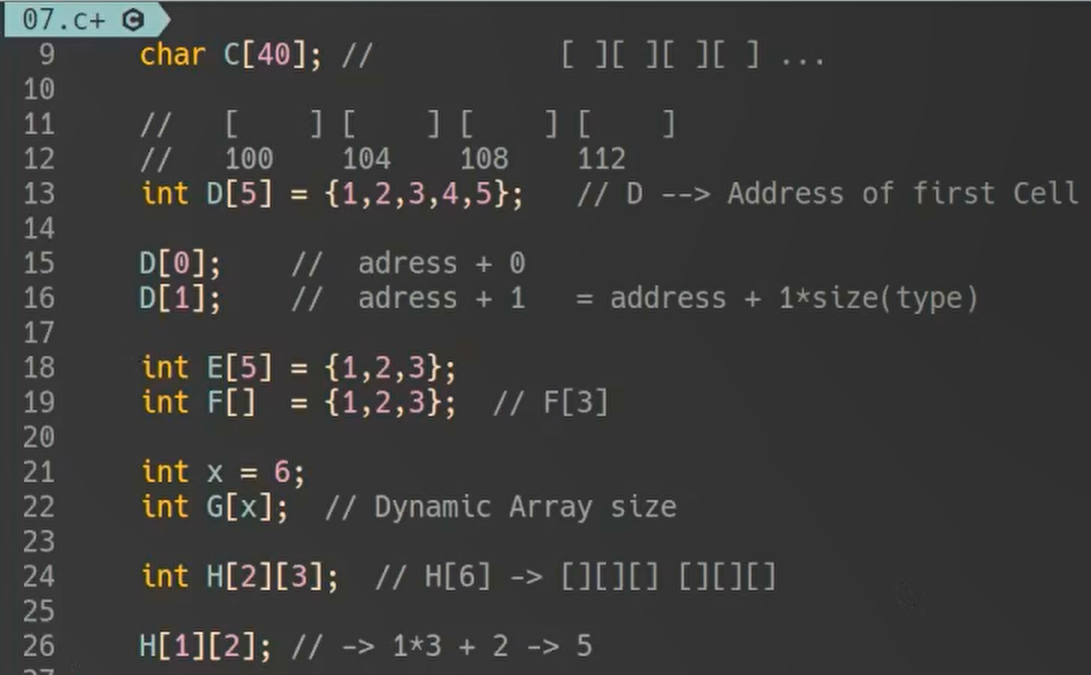 07.c+
9 char C[40]; // [ ][ ][ ][ ] ...
10
11 // [ ] [ ] [ ] [ ]
12 // 100 104 108 112
13 int D[5] = {1,2,3,4,5}; // D --> Address of first Cell
14
15 D[0]; // adress + 0
16 D[1]; // adress + 1 = address + 1*size(type)
17
18 int E[5] = {1,2,3};
19 int F[] = {1,2,3}; // F[3]
20
21 int x = 6;
22 int G[x]; // Dynamic Array size
23
24 int H[2][3]; // H[6] -> [][][] [][][]
25
26 H[1][2]; // -> 1*3 + 2 -> 5